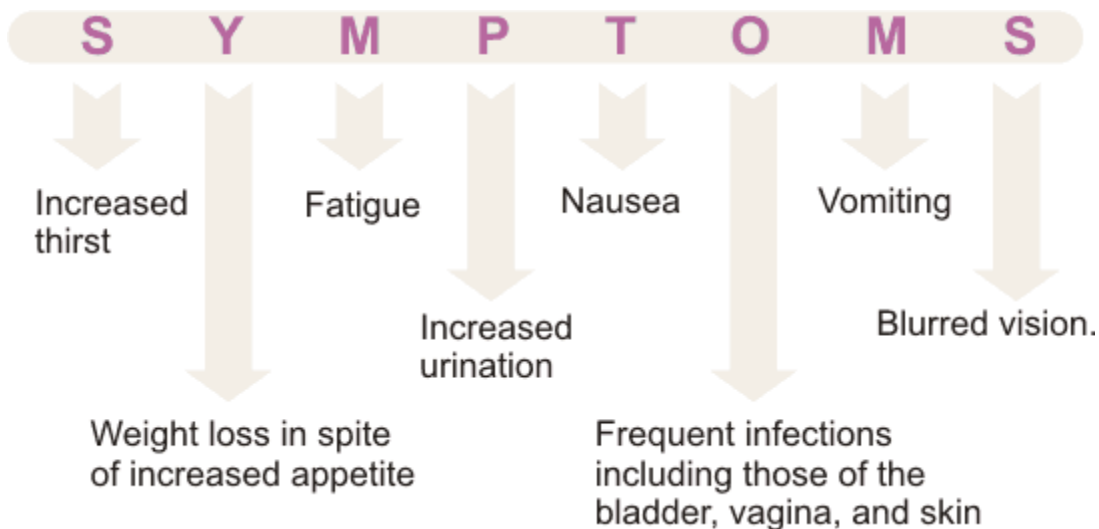 S Y M P T O M S
Increased
thirst
Fatigue
Nausea
Vomiting
Increased
urination
Blurred vision.
Weight loss in spite
of increased appetite
Frequent infections
including those of the
bladder, vagina, and skin